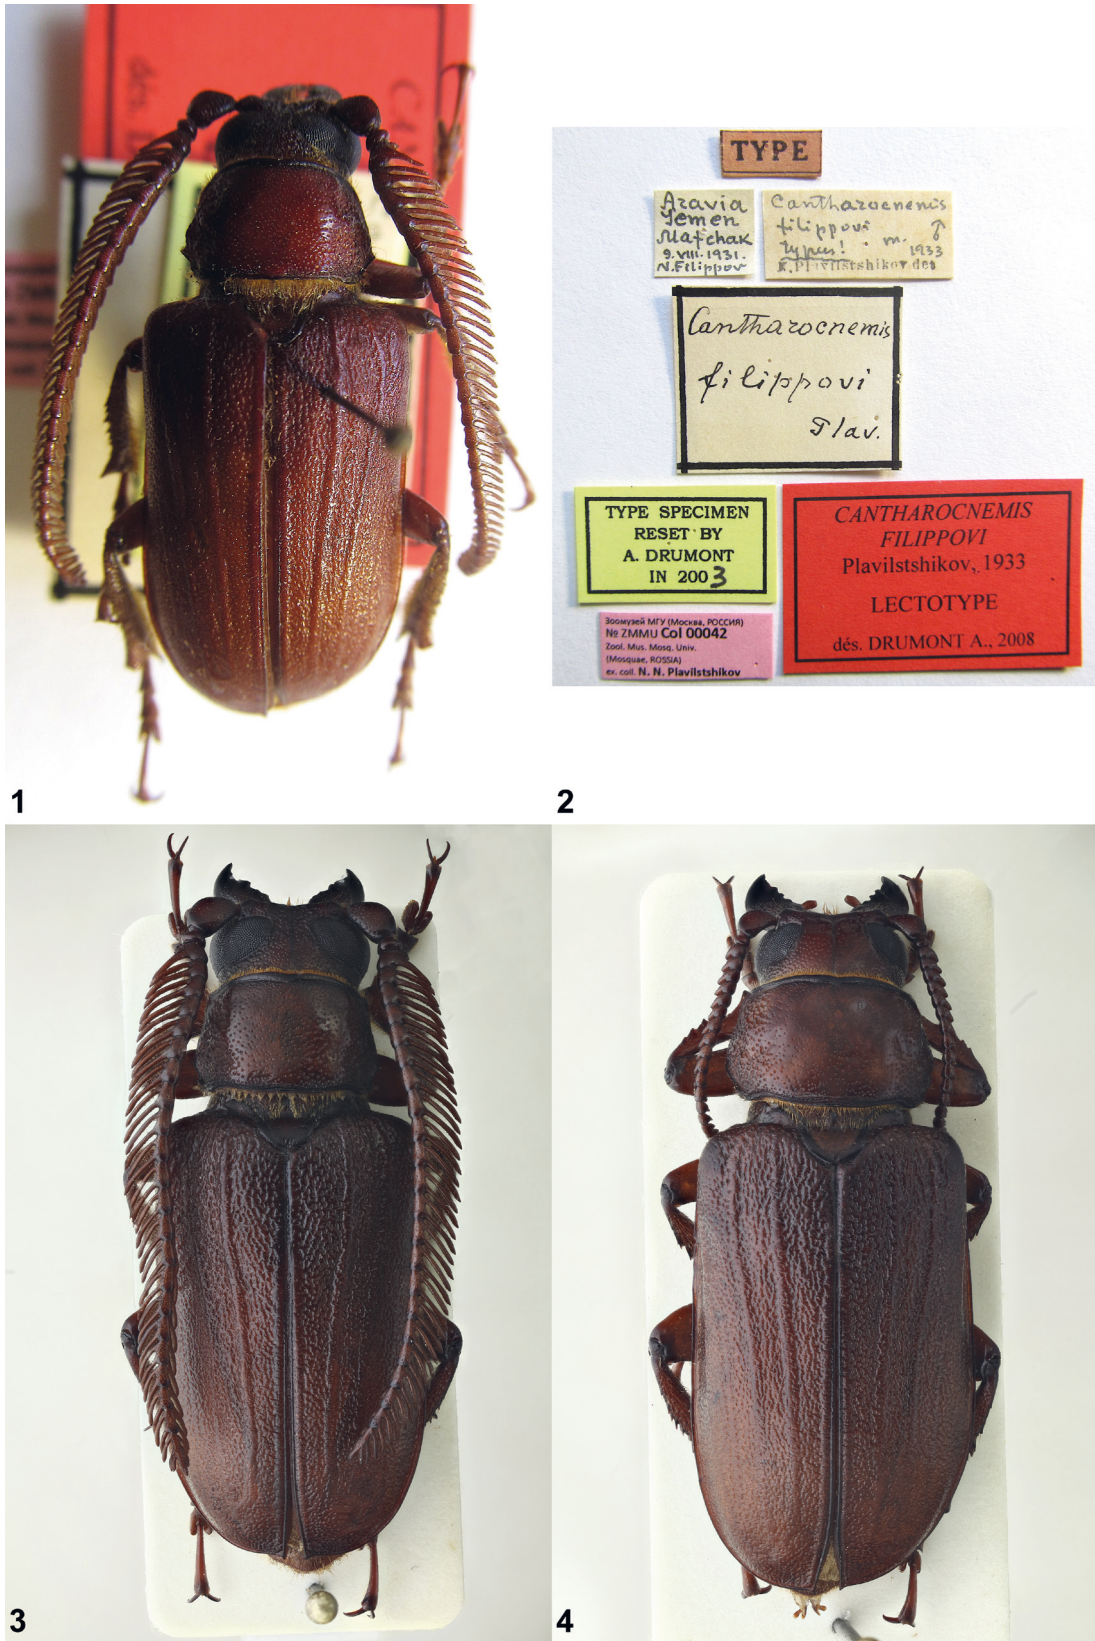 1
TYPE
Aravia
Yemen
Matchak
9.VIII.1931.
N.Filippov
Cantharocnemis
filippovi
typus! m. 1933
N. Plavilstshikov det
Cantharocnemis
filippovi
Plav.
TYPE SPECIMEN
RESET BY
A. DRUMONT
IN 2003
CANTHAROCNEMIS
FILIPPOVI
Plavilstshikov, 1933
LECTOTYPE
dés. DRUMONT A., 2008
Зоомузей МГУ (Москва, РОССИЯ)
№ ZMMU Col 00042
Zool. Mus. Mosq. Univ.
(Mosquae, ROSSIA)
ex. coll. N. N. Plavilstshikov
2
3
4